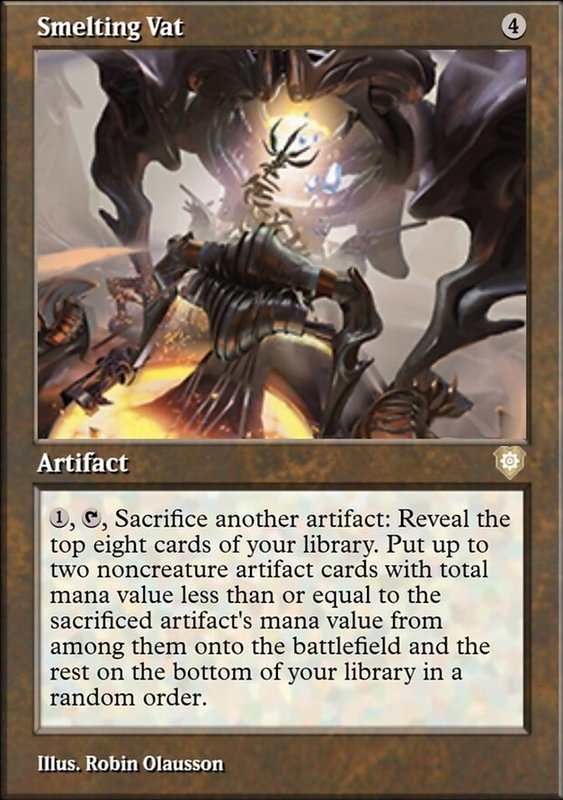 Smelting Vat 4
Artifact
1, T, Sacrifice another artifact: Reveal the
top eight cards of your library. Put up to
two noncreature artifact cards with total
mana value less than or equal to the
sacrificed artifact's mana value from
among them onto the battlefield and the
rest on the bottom of your library in a
random order.
Illus. Robin Olausson